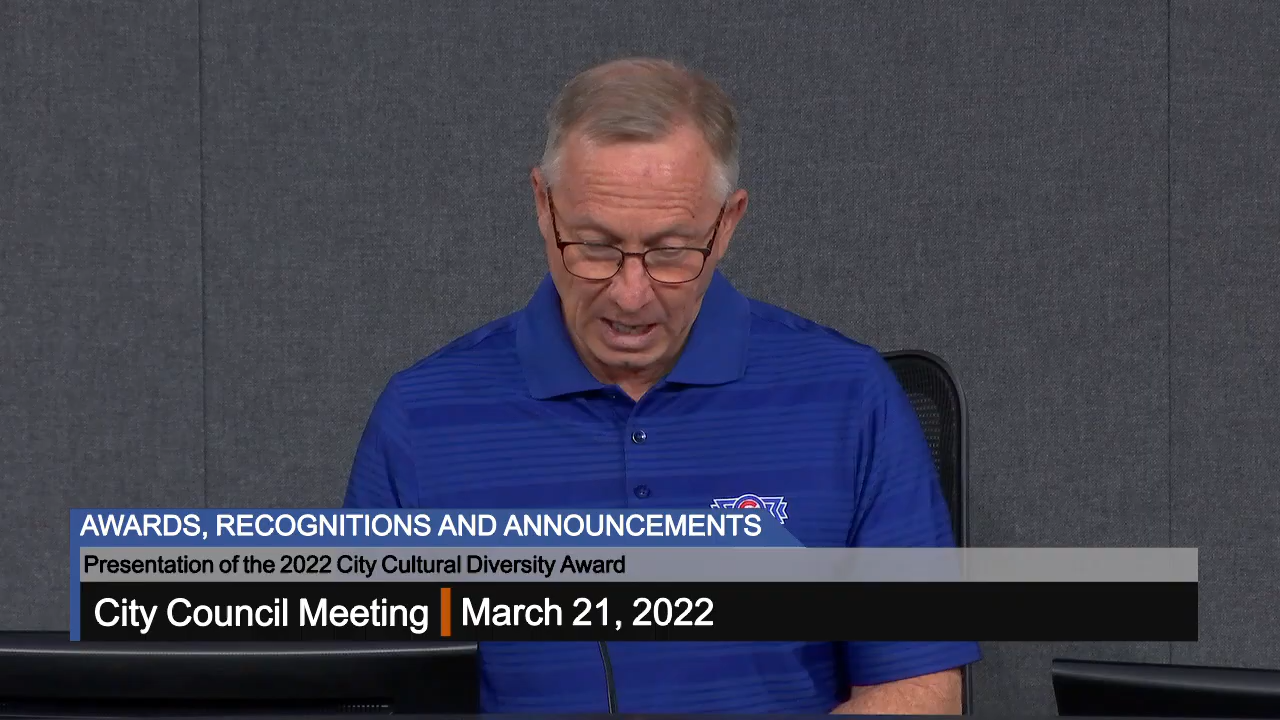 AWARDS, RECOGNITIONS AND ANNOUNCEMENTS
Presentation of the 2022 City Cultural Diversity Award
City Council Meeting
March 21, 2022